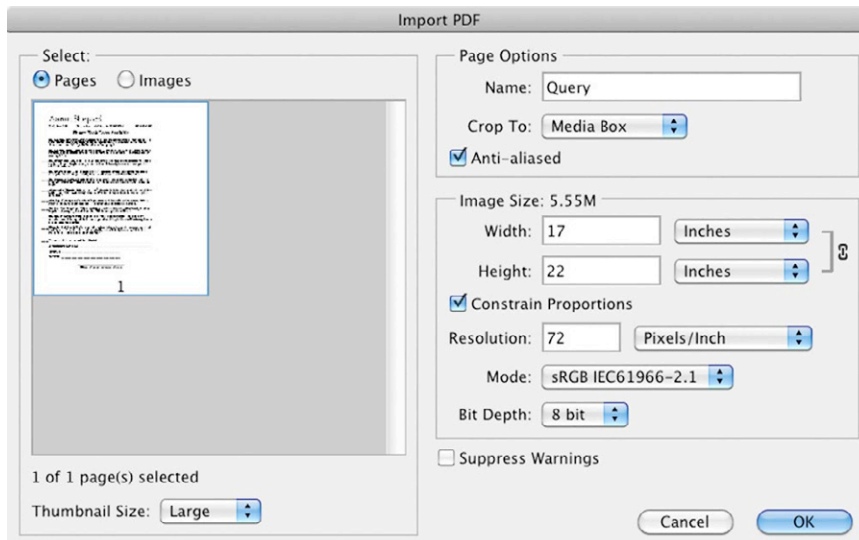 Import PDF
Select:
Pages
Images
1
1 of 1 page(s) selected
Thumbnail Size: Large
Page Options
Name: Query
Crop To: Media Box
Anti-aliased
Image Size: 5.55M
Width: 17 Inches
Height: 22 Inches
Constrain Proportions
Resolution: 72 Pixels/Inch
Mode: sRGB IEC61966-2.1
Bit Depth: 8 bit
Suppress Warnings
Cancel
OK